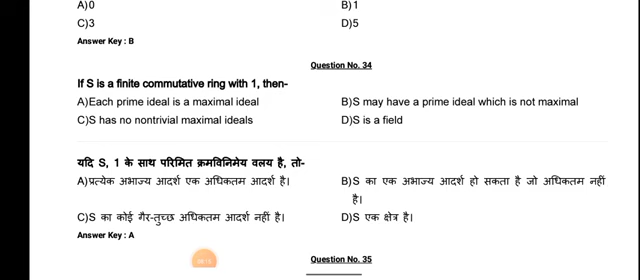 A)0 B)1
C)3 D)5
Answer Key : B
Question No. 34
If S is a finite commutative ring with 1, then-
A)Each prime ideal is a maximal ideal B)S may have a prime ideal which is not maximal
C)S has no nontrivial maximal ideals D)S is a field
यदि S, 1 के साथ परिमित क्रमविनिमेय वलय है, तो-
A)प्रत्येक अभाज्य आदर्श एक अधिकतम आदर्श है। B)S का एक अभाज्य आदर्श हो सकता है जो अधिकतम नहीं
है।
C)S का कोई गैर-तुच्छ अधिकतम आदर्श नहीं है। D)S एक क्षेत्र है।
Answer Key : A
Question No. 35